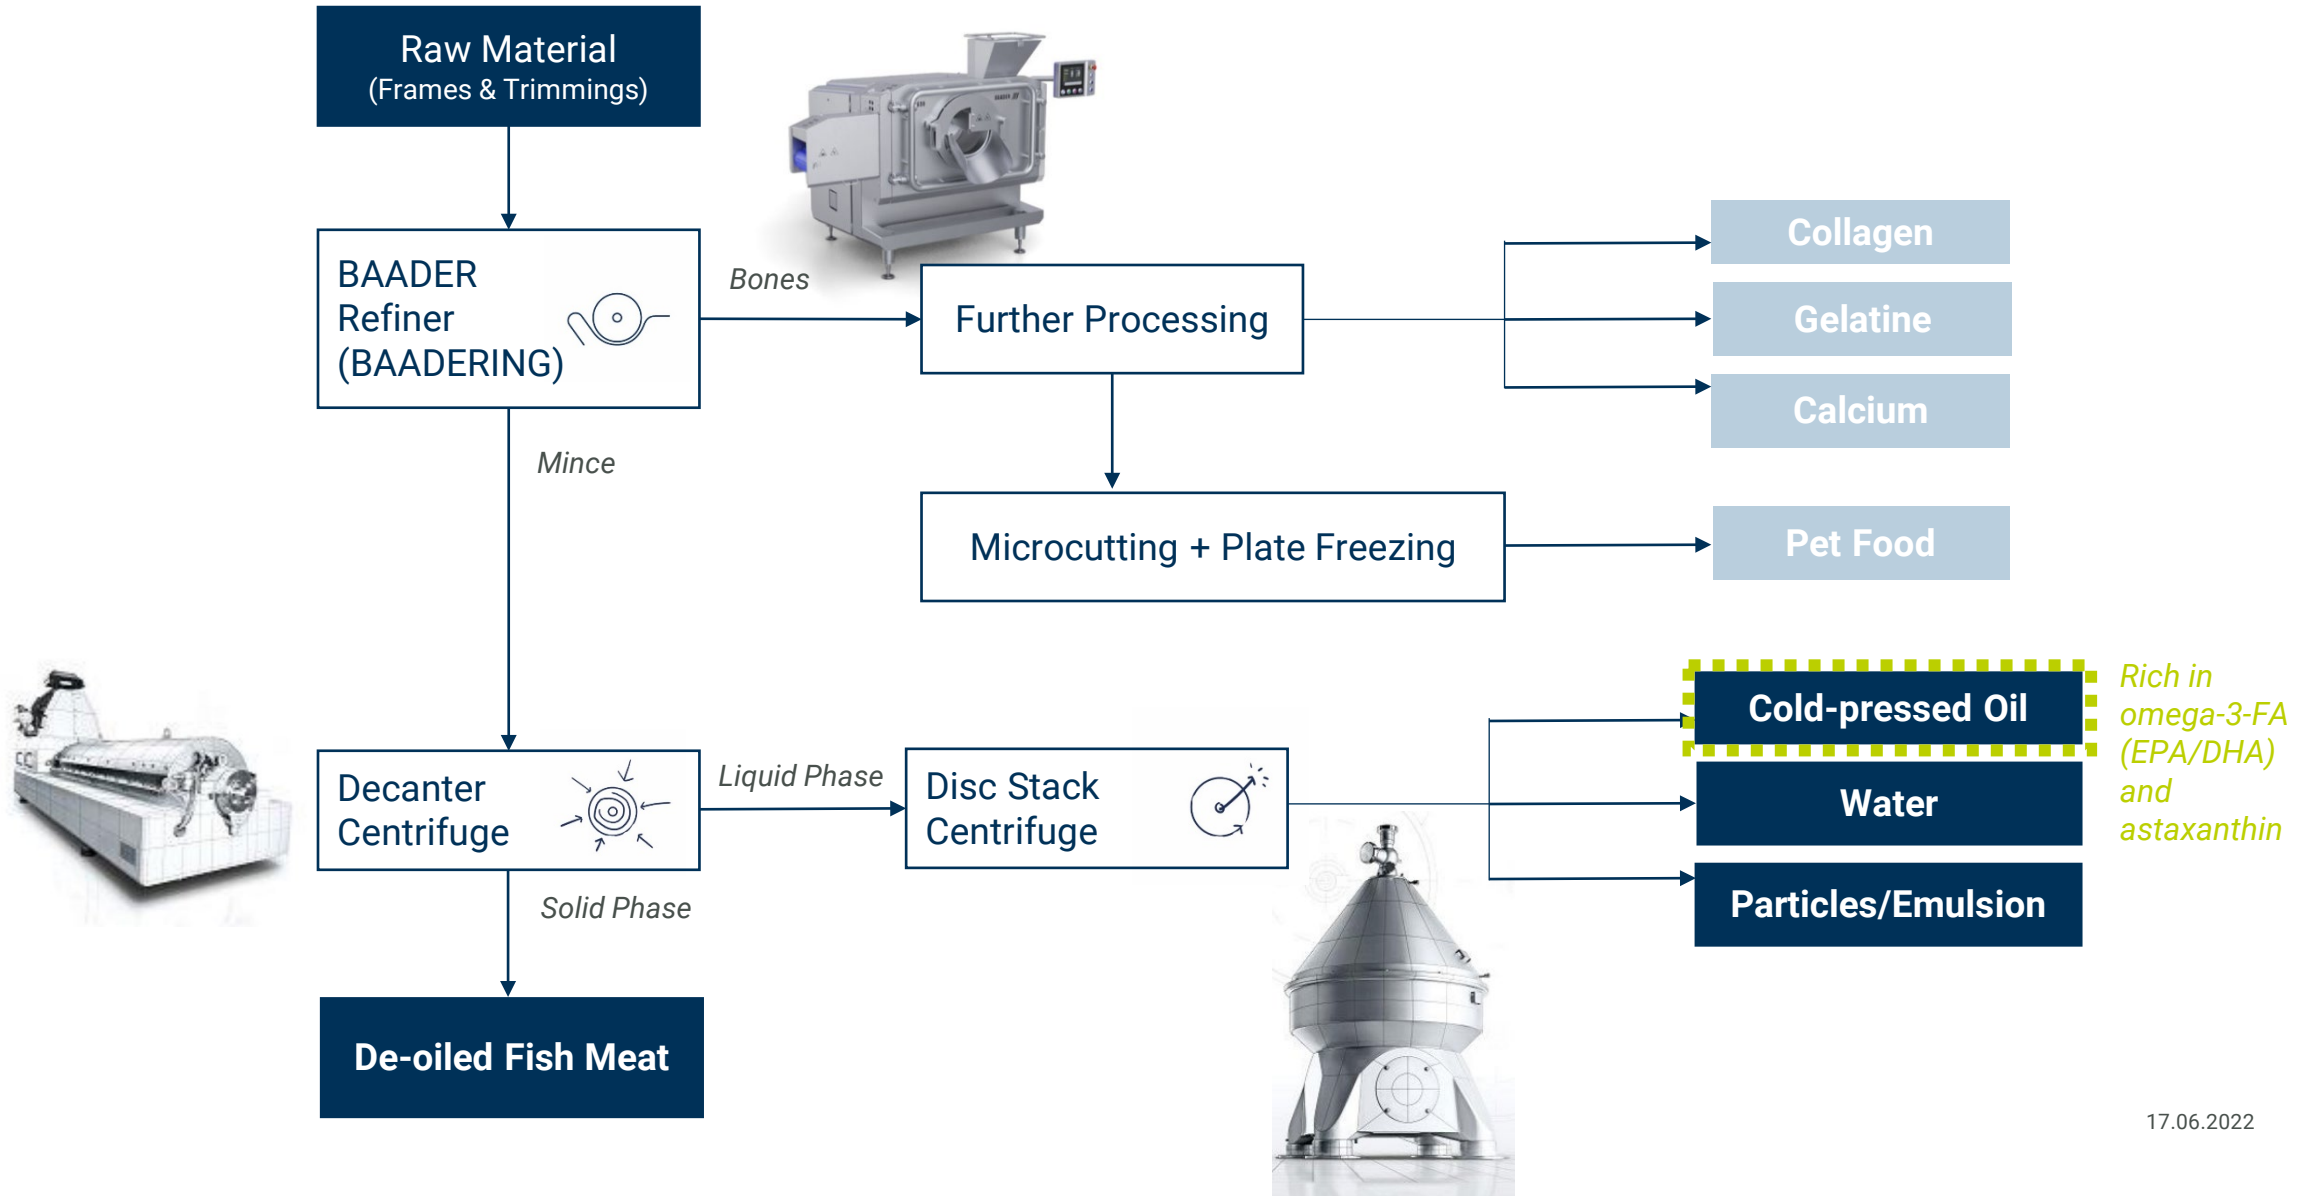 Raw Material
(Frames & Trimmings)
BAADER
Refiner
(BAADERING)
Bones
Further Processing
Collagen
Gelatine
Calcium
Mince
Microcutting + Plate Freezing
Pet Food
Decanter
Centrifuge
Liquid Phase
Disc Stack
Centrifuge
Cold-pressed Oil
Water
Particles/Emulsion
Rich in
omega-3-FA
(EPA/DHA)
and
astaxanthin
Solid Phase
De-oiled Fish Meat
17.06.2022